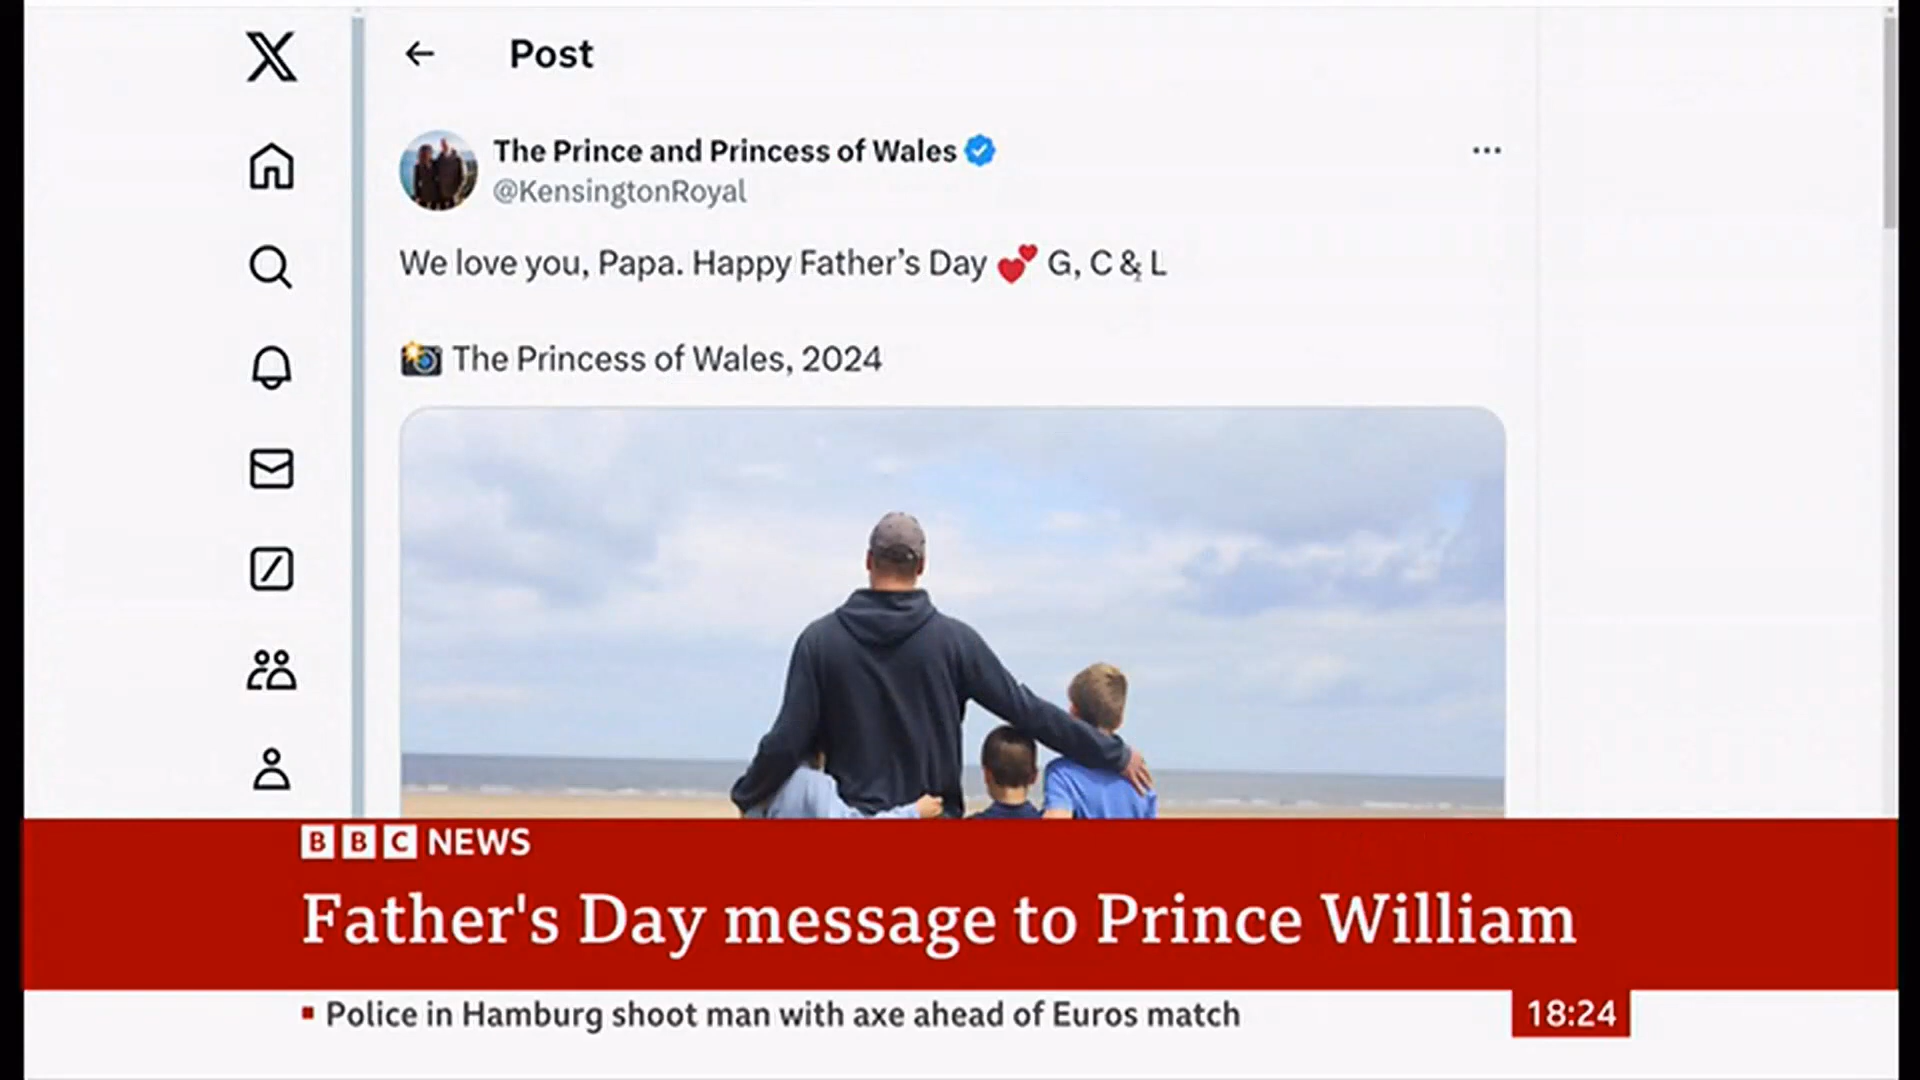 Post
The Prince and Princess of Wales
@KensingtonRoyal
We love you, Papa. Happy Father’s Day 💕 G, C & L
📸 The Princess of Wales, 2024
BBC NEWS
Father's Day message to Prince William
Police in Hamburg shoot man with axe ahead of Euros match
18:24